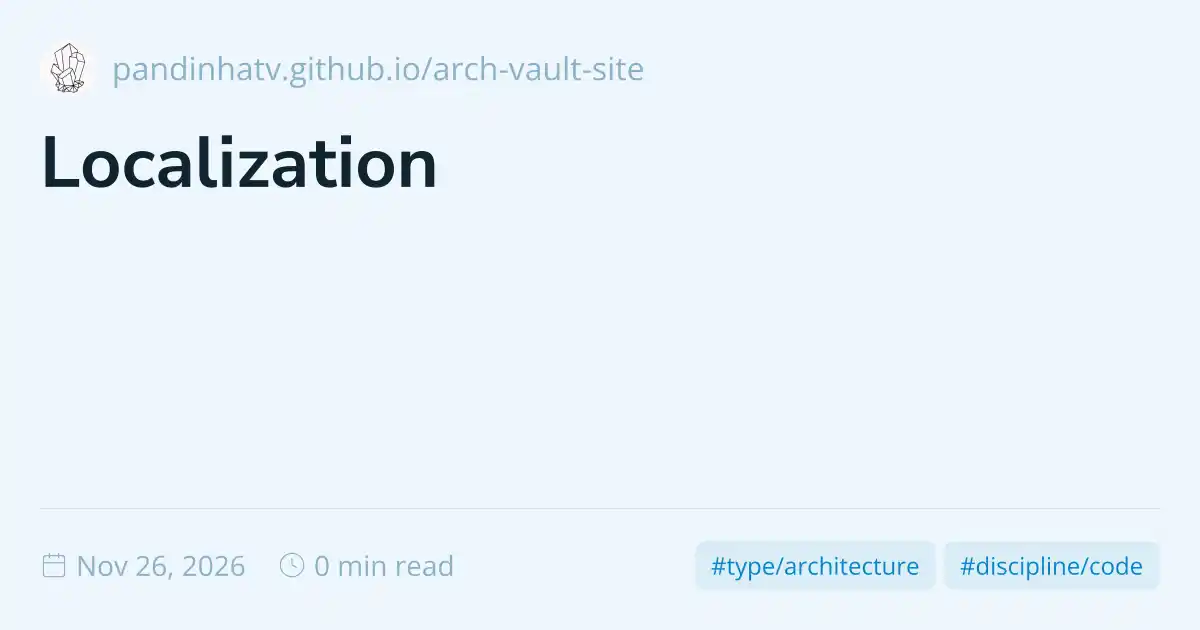 pandinhatv.github.io/arch-vault-site
Localization
Nov 26, 2026 0 min read #type/architecture #discipline/code